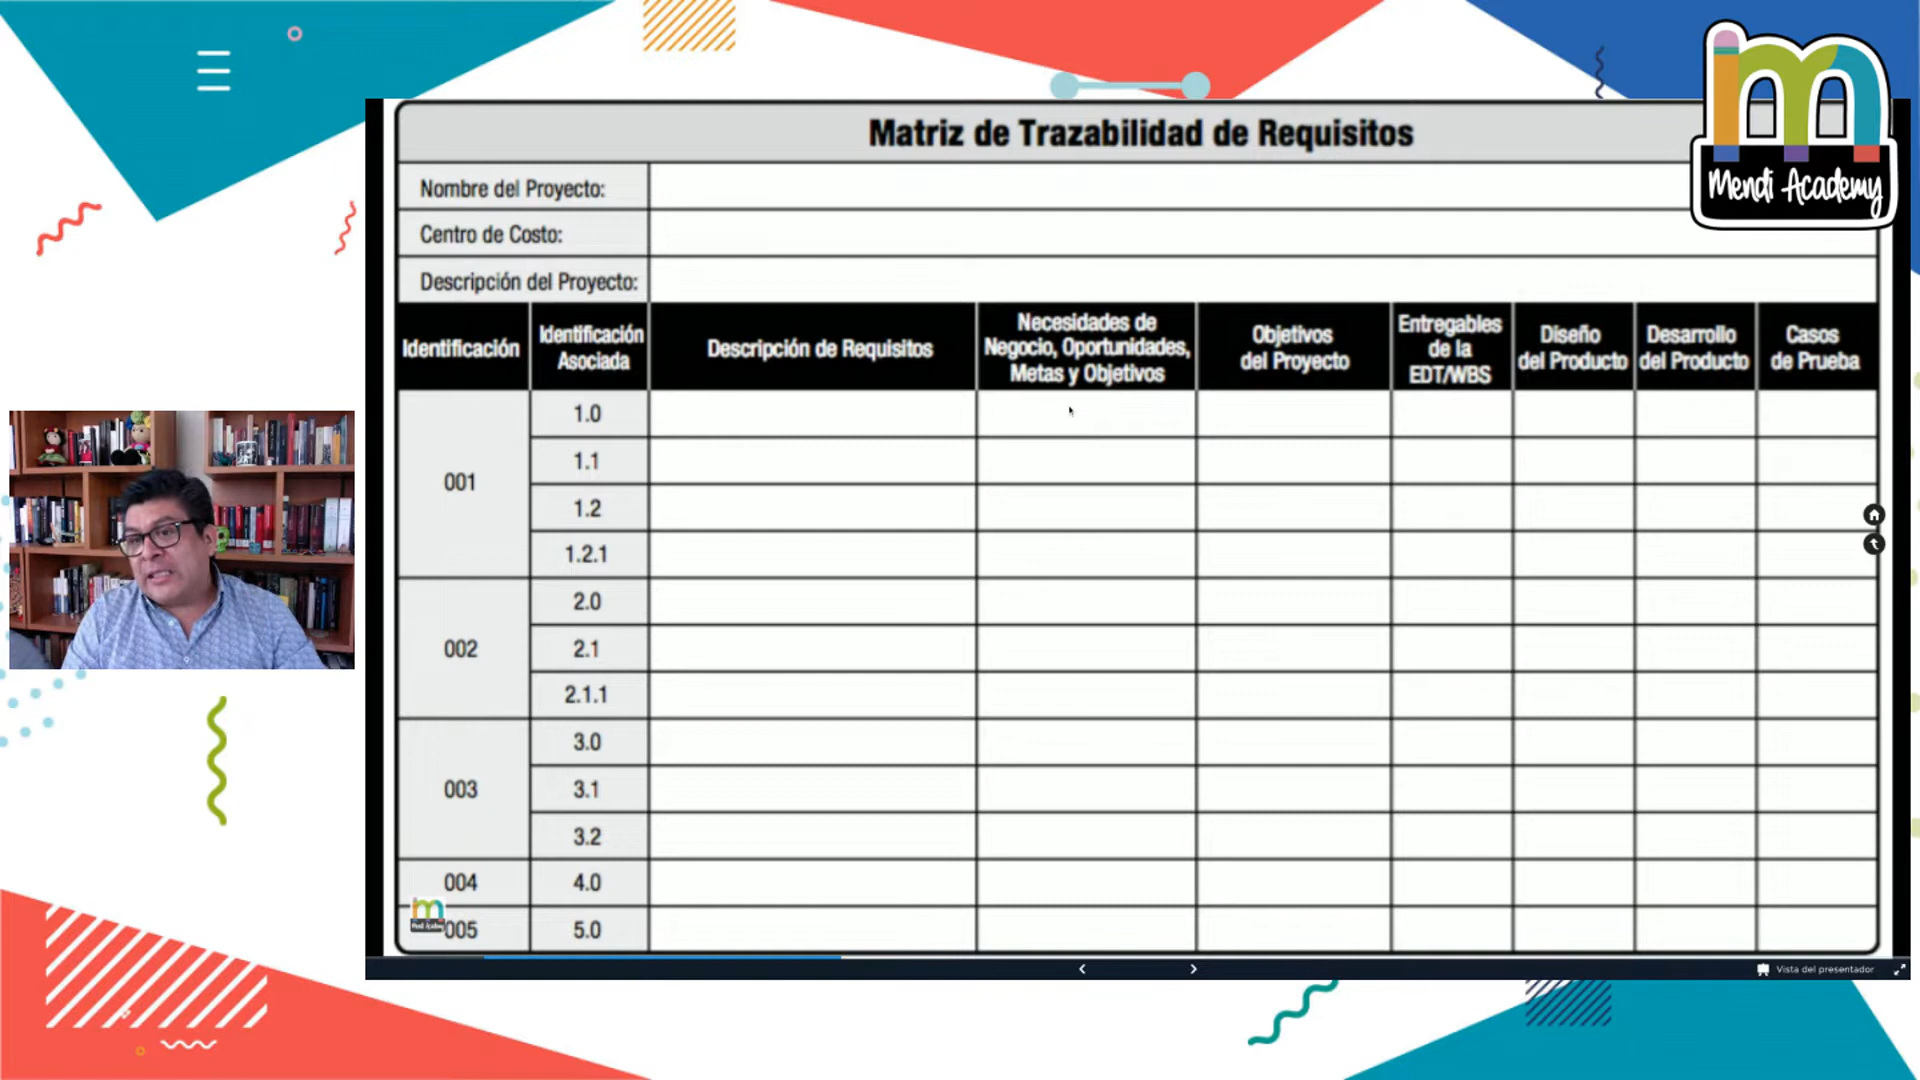 Mendi Academy
Matriz de Trazabilidad de Requisitos
Nombre del Proyecto:
Centro de Costo:
Descripción del Proyecto:
Identificación
Identificación
Asociada
Descripción de Requisitos
Necesidades de
Negocio, Oportunidades,
Metas y Objetivos
Objetivos
del Proyecto
Entregables
de la
EDT/WBS
Diseño
del Producto
Desarrollo
del Producto
Casos
de Prueba
001
1.0
1.1
1.2
1.2.1
002
2.0
2.1
2.1.1
003
3.0
3.1
3.2
004
4.0
005
5.0
Vista del presentador